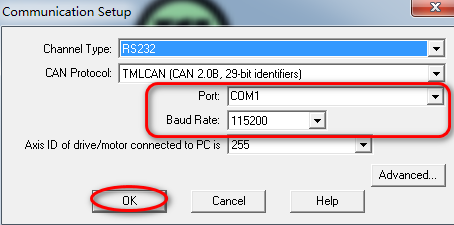 Communication Setup
Channel Type: RS232
CAN Protocol: TMLCAN (CAN 2.0B, 29-bit identifiers)
Port: COM1
Baud Rate: 115200
Axis ID of drive/motor connected to PC is 255
Advanced...
OK Cancel Help